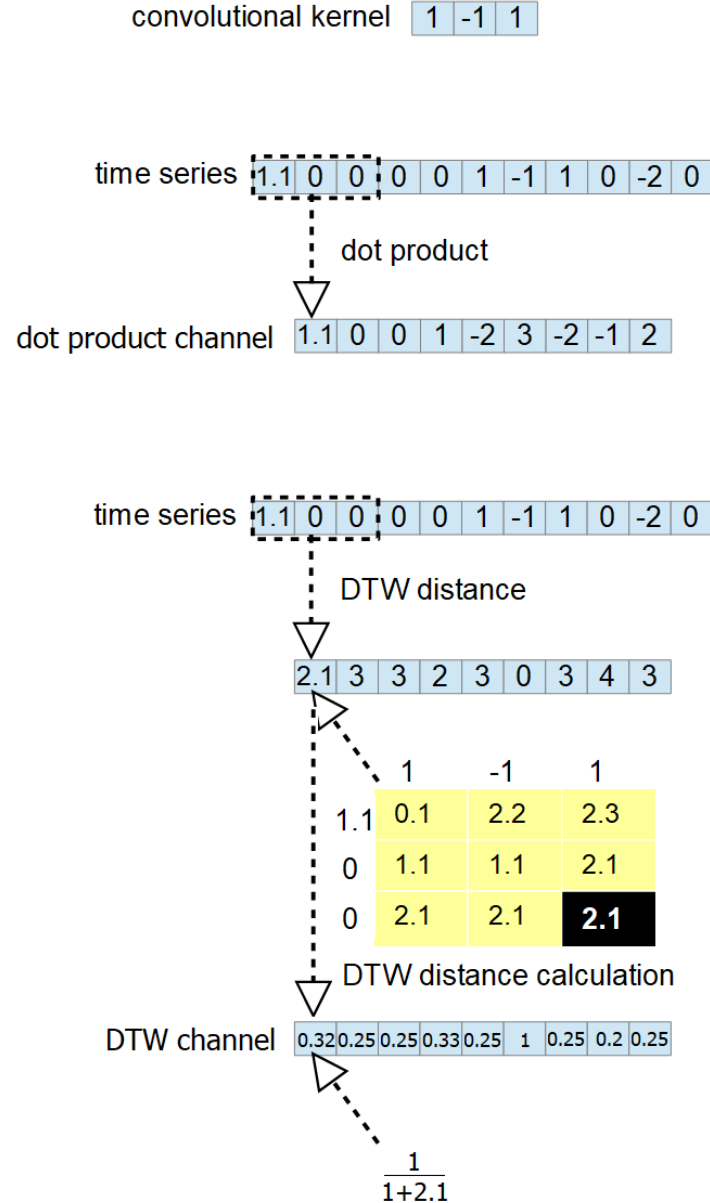 convolutional kernel 1 -1 1
time series 1.1 0 0 0 0 1 -1 1 0 -2 0
dot product
dot product channel 1.1 0 0 1 -2 3 -2 -1 2
time series 1.1 0 0 0 0 1 -1 1 0 -2 0
DTW distance
2.1 3 3 2 3 0 3 4 3
1 -1 1
1.1 0.1 2.2 2.3
0 1.1 1.1 2.1
0 2.1 2.1 2.1
DTW distance calculation
DTW channel 0.32 0.25 0.25 0.33 0.25 1 0.25 0.2 0.25
1
1+2.1